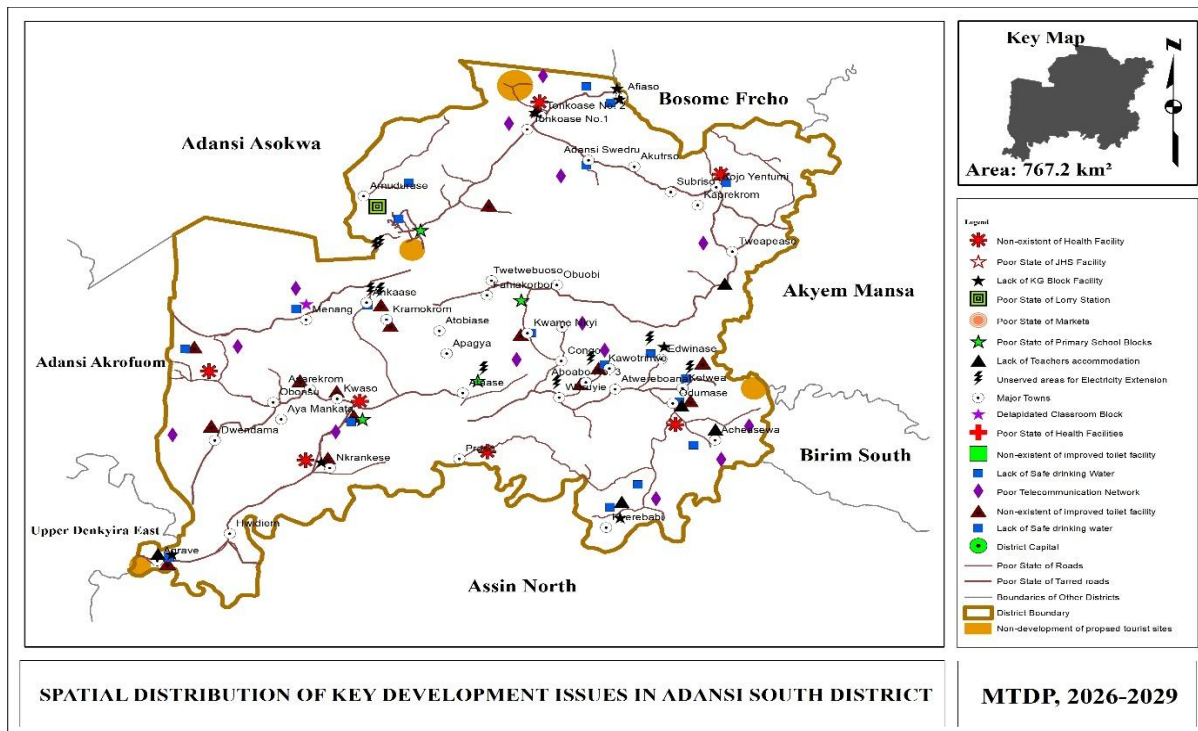 Key Map
Z
Area: 767.2 km²
Adansi Asokwa
Bosome Freho
Akyem Mansa
Birim South
Assin North
Upper Denkyira East
Adansi Akrofuom
Afiaso
Tonkoase No. 2
Tonkoase No.1
Adansi Swedru
Akutrso
Subriso
Kojo Yentumi
Kaprekrom
Amudurase
Tweapease
Twetwebuoso
Obuobi
Ankaase
Menang
Kramokrom
Atobiase
Kwame Nkyi
Apagya
Congo
Kawotrinwo
Edwinase
Aboabo No. 3
Atwereboana
Kotwea
Odumase
Kwaso
Obonsu
Aya Mankata
Dwendama
Acheasewa
Nkrankese
Hwidiem
Legend
Non-existent of Health Facility
Poor State of JHS Facility
Lack of KG Block Facility
Poor State of Lorry Station
Poor State of Markets
Poor State of Primary School Blocks
Lack of Teachers accommodation
Unserved areas for Electricity Extension
Major Towns
Delapidated Classroom Block
Poor State of Health Facilities
Non-existent of improved toilet facility
Lack of Safe drinking Water
Poor Telecommunication Network
Non-existent of improved toilet facility
Lack of Safe drinking water
District Capital
Poor State of Roads
Poor State of Tarred roads
Boundaries of Other Districts
District Boundary
Non-development of propsed tourist sites
SPATIAL DISTRIBUTION OF KEY DEVELOPMENT ISSUES IN ADANSI SOUTH DISTRICT
MTDP, 2026-2029